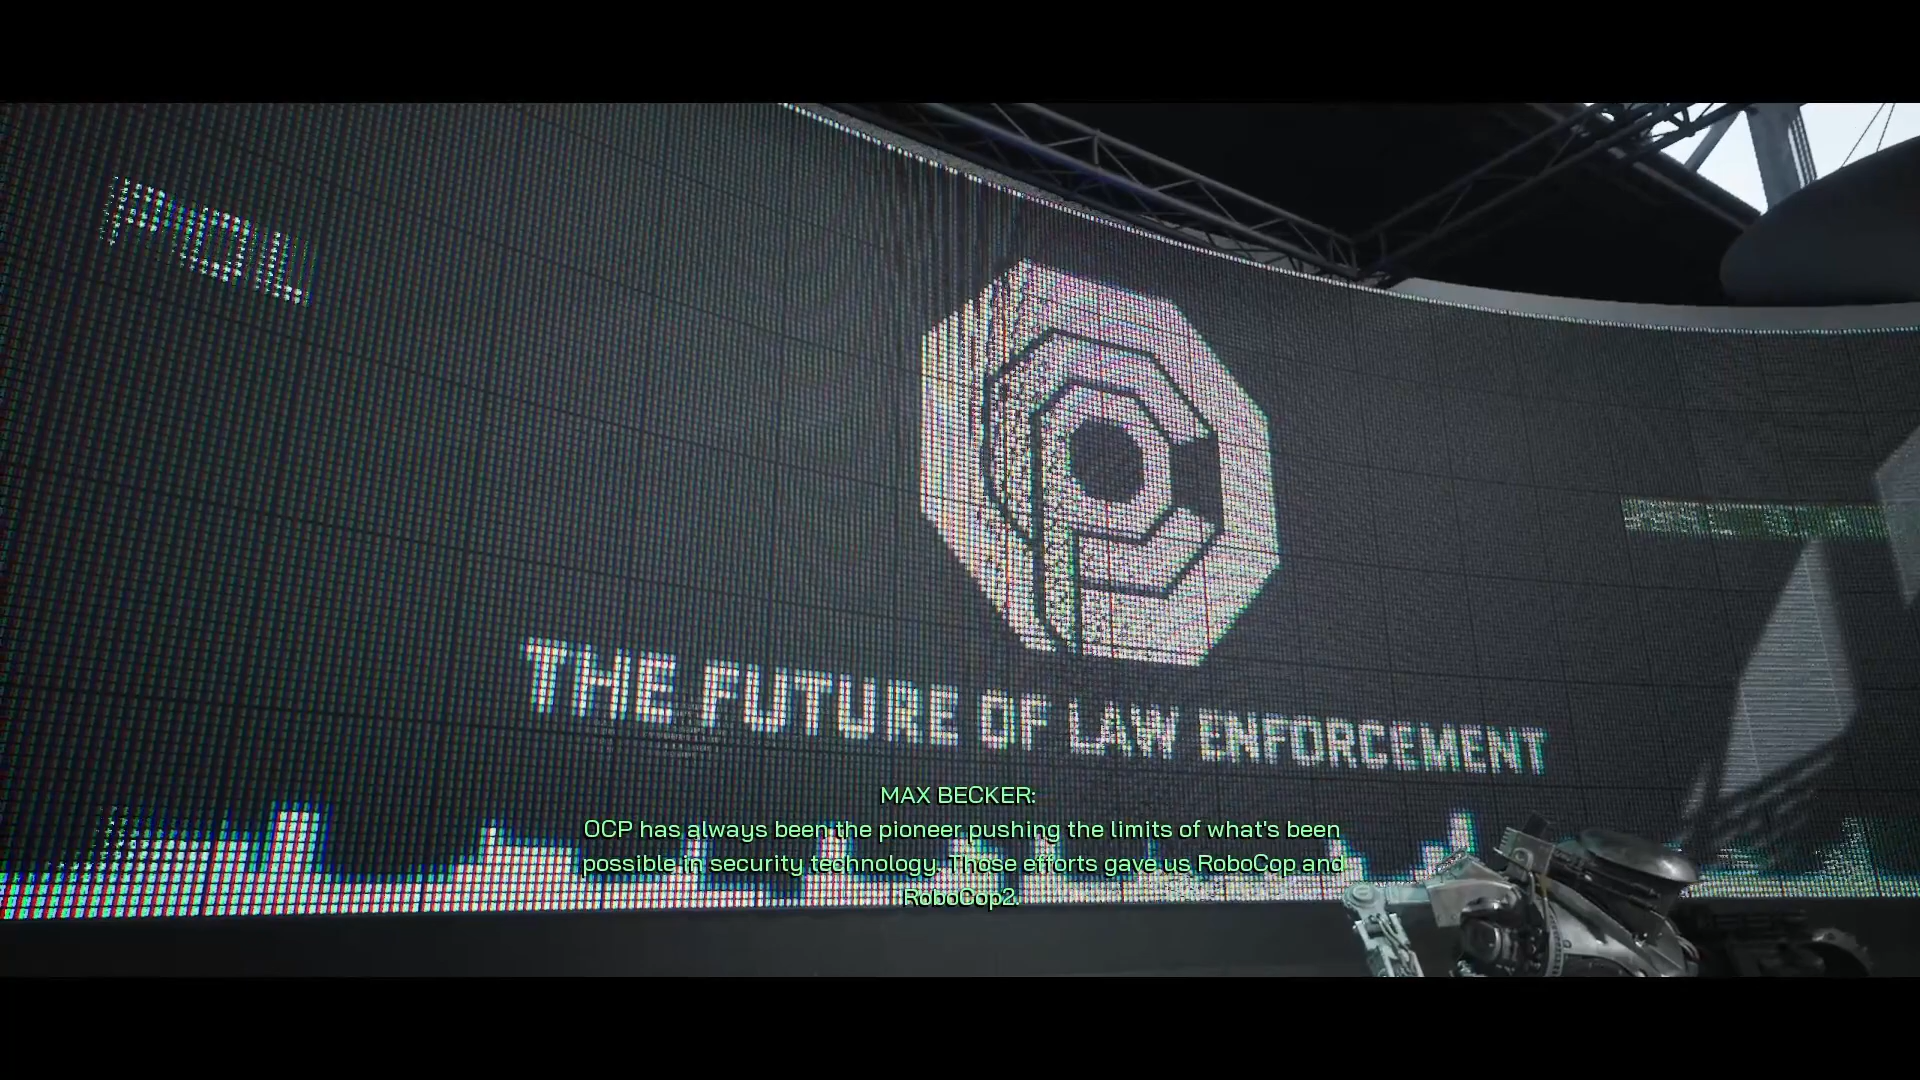 POL
THE FUTURE OF LAW ENFORCEMENT
MAX BECKER:
OCP has always been the pioneer pushing the limits of what's been
possible in security technology. Those efforts gave us RoboCop and
RoboCop2.